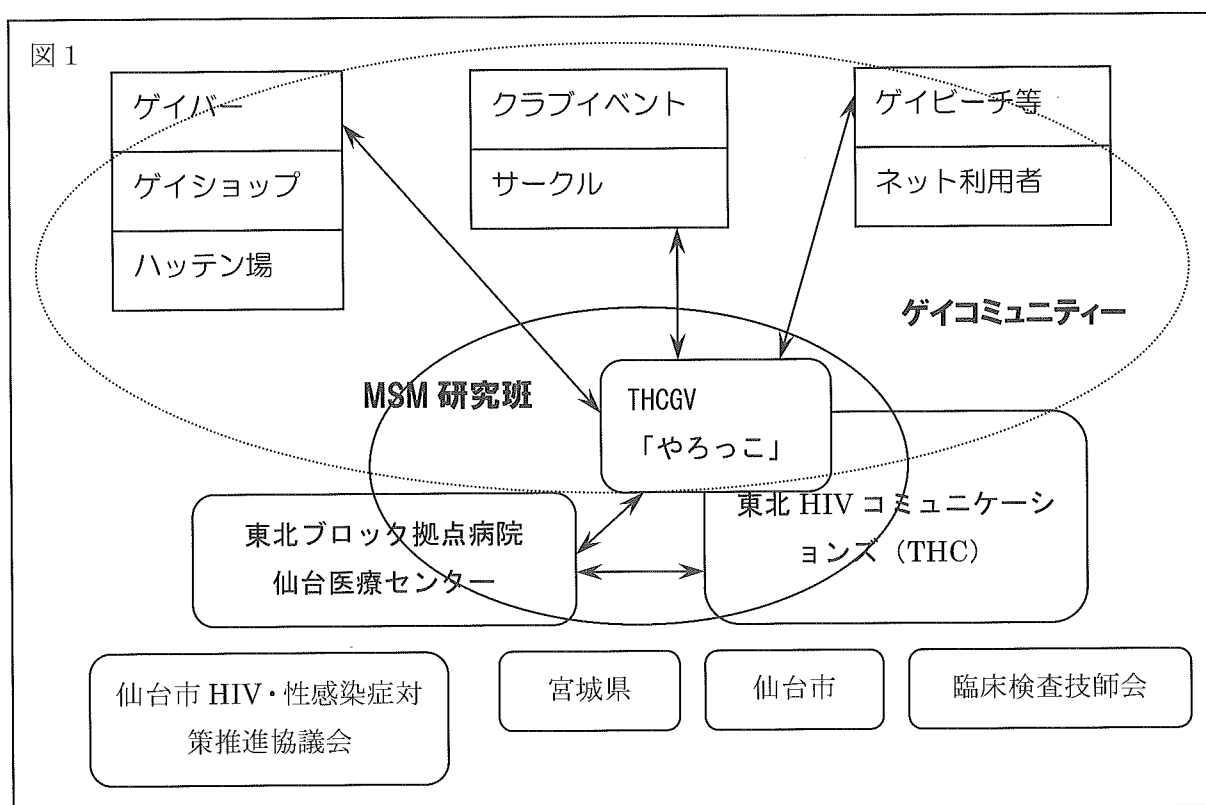 図1
ゲイバー
ゲイショップ
ハッテン場
クラブイベント
サークル
ゲイビーチ等
ネット利用者
ゲイコミュニティー
MSM 研究班
THCGV
「やろっこ」
東北ブロック拠点病院
仙台医療センター
東北 HIV コミュニケーシ
ョンズ（THC）
仙台市 HIV・性感染症対
策推進協議会
宮城県
仙台市
臨床検査技師会